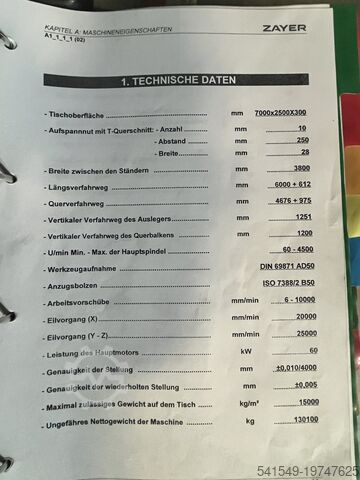 KAPITEL A: MASCHINENEIGENSCHAFTEN ZAYER
A1_1_1_1 (02)
1. TECHNISCHE DATEN
- Tischoberfläche mm 7000x2500X300
- Aufspannnut mit T-Querschnitt: - Anzahl mm 10
- Abstand mm 250
- Breite mm 28
- Breite zwischen den Ständern mm 3800
- Längsverfahrweg mm 6000 + 612
- Querverfahrweg mm 4676 + 975
- Vertikaler Verfahrweg des Auslegers mm 1251
- Vertikaler Verfahrweg des Querbalkens mm 1200
- U/min Min. - Max. der Hauptspindel 60 - 4500
- Werkzeugaufnahme DIN 69871 AD50
- Anzugsbolzen ISO 7388/2 B50
- Arbeitsvorschübe mm/min 6 - 10000
- Eilvorgang (X) mm/min 20000
- Eilvorgang (Y - Z) mm/min 25000
- Leistung des Hauptmotors kW 60
- Genauigkeit der Stellung mm ±0,010/4000
- Genauigkeit der wiederholten Stellung mm ±0,005
- Maximal zulässiges Gewicht auf dem Tisch kg/m² 15000
- Ungefähres Nettogewicht der Maschine kg 130100
541549-19747625